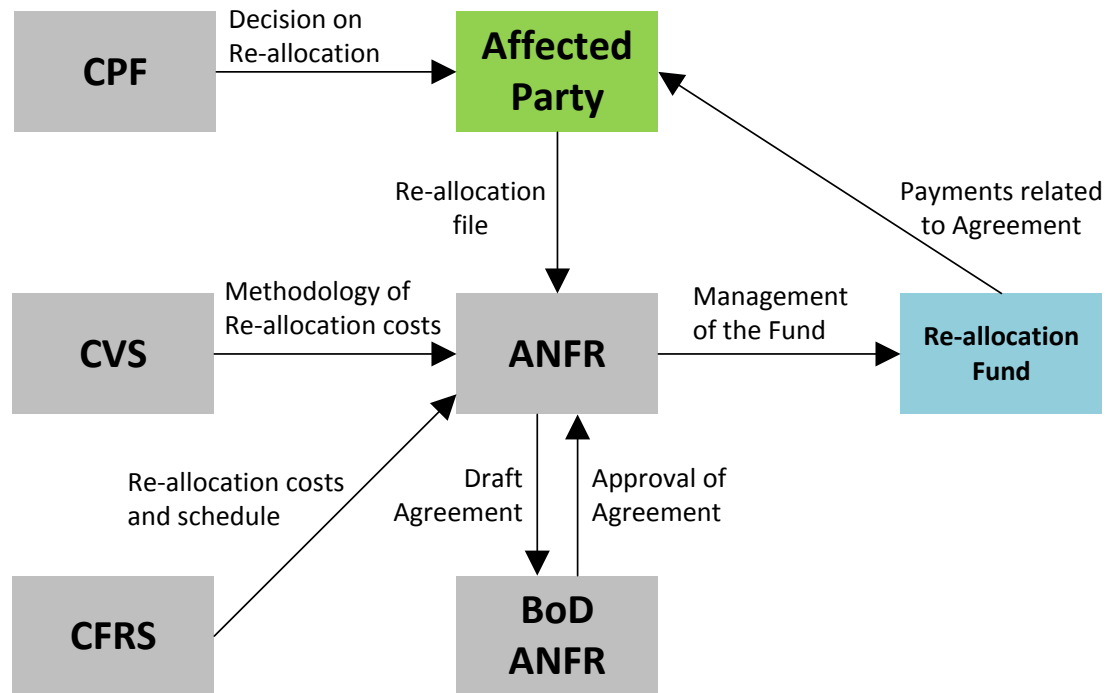 Decision on
Re-allocation
CPF
Affected
Party
Re-allocation
file
Payments related
to Agreement
Methodology of
Re-allocation costs
Management
of the Fund
CVS
ANFR
Re-allocation
Fund
Re-allocation costs
and schedule
Draft
Agreement
Approval of
Agreement
CFRS
BoD
ANFR